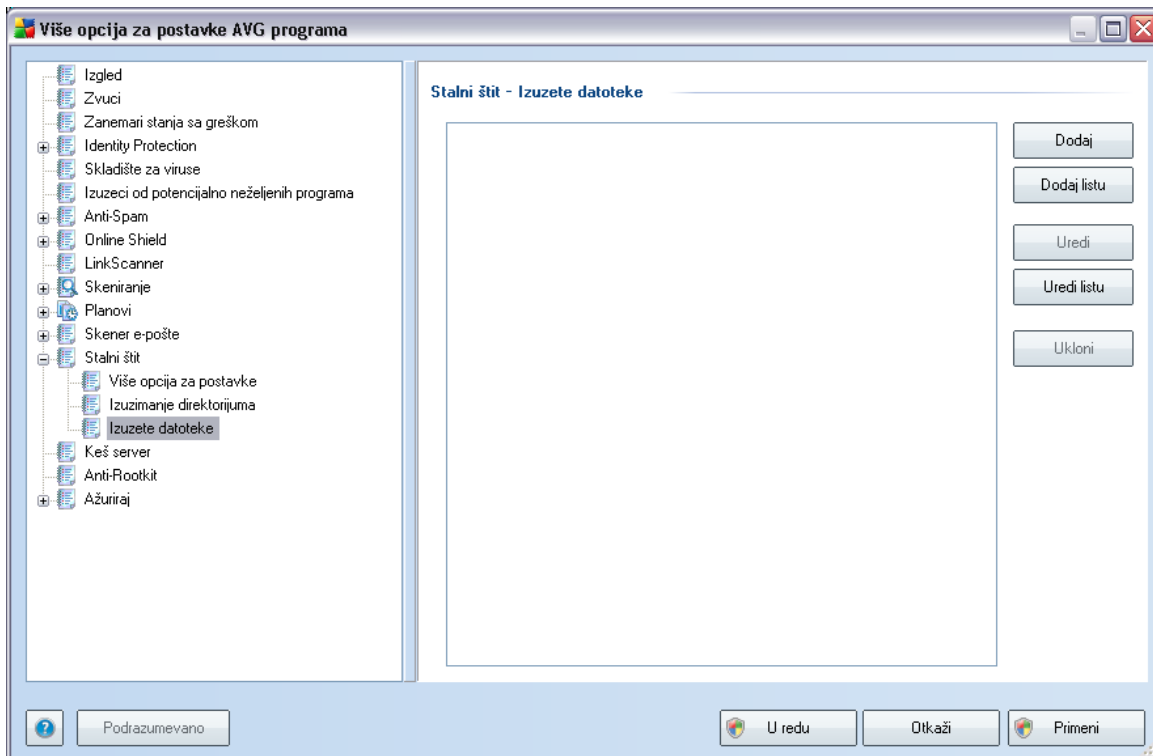 Više opcija za postavke AVG programa
Izgled
Zvuci
Zanemari stanja sa greškom
Identity Protection
Skladište za viruse
Izuzeci od potencijalno neželjenih programa
Anti-Spam
Online Shield
LinkScanner
Skeniranje
Planovi
Skener e-pošte
Stalni štit
Više opcija za postavke
Izuzimanje direktorijuma
Izuzete datoteke
Keš server
Anti-Rootkit
Ažuriraj
Stalni štit - Izuzete datoteke
Dodaj
Dodaj listu
Uredi
Uredi listu
Ukloni
Podrazumevano
U redu
Otkaži
Primeni